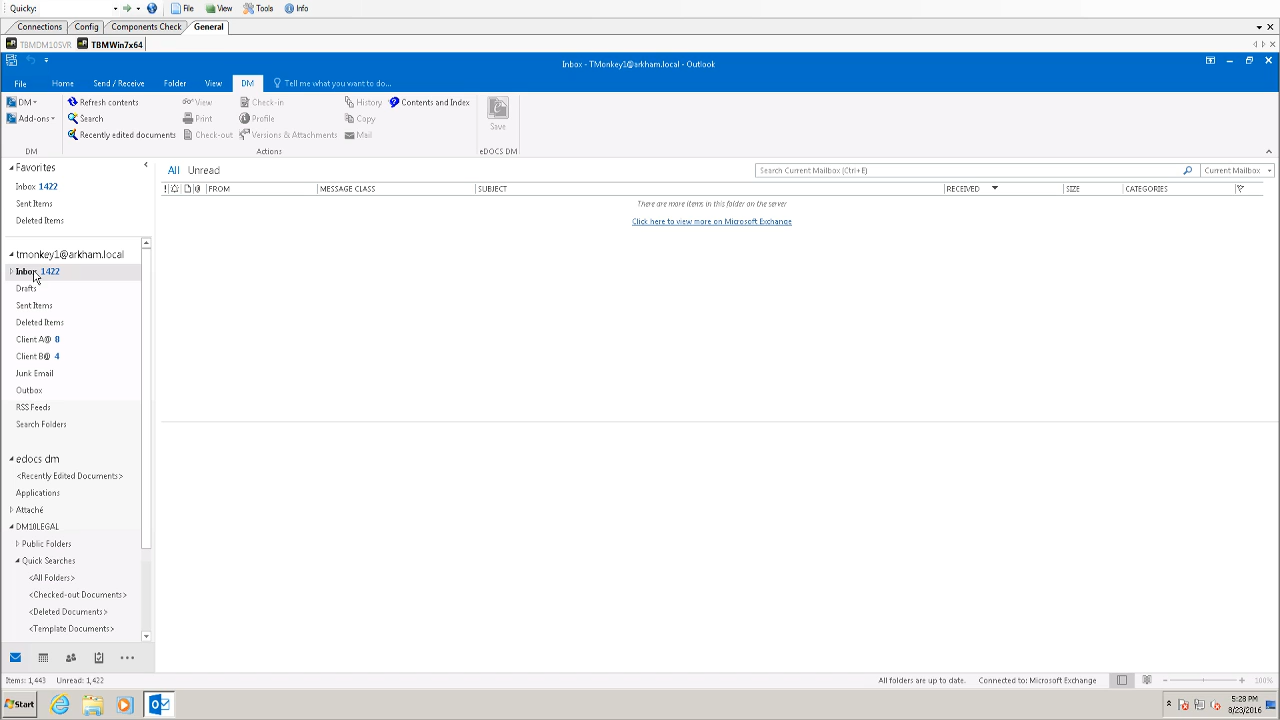 Quicky: File View Tools Info
Connections Config Components Check General
TBMDM10SVR TBMWin7x64
Inbox - TMonkey1@arkham.local - Outlook
File Home Send / Receive Folder View DM Tell me what you want to do...
DM Refresh contents View Check-in History Contents and Index
Add-ons Search Print Profile Copy Save
Recently edited documents Check-out Versions & Attachments Mail
DM Actions eDOCS DM
Favorites
All Unread Search Current Mailbox (Ctrl+E) Current Mailbox
Inbox 1422
FROM MESSAGE CLASS SUBJECT RECEIVED SIZE CATEGORIES
Sent Items
There are more items in this folder on the server
Deleted Items
Click here to view more on Microsoft Exchange
tmonkey1@arkham.local
Inbox 1422
Drafts
Sent Items
Deleted Items
Client A@ 8
Client B@ 4
Junk Email
Outbox
RSS Feeds
Search Folders
edocs dm
<Recently Edited Documents>
Applications
Attaché
DM10LEGAL
Public Folders
Quick Searches
<All Folders>
<Checked-out Documents>
<Deleted Documents>
<Template Documents>
Items: 1,443 Unread: 1,422 All folders are up to date. Connected to: Microsoft Exchange 100%
Start 5:28 PM
8/23/2016